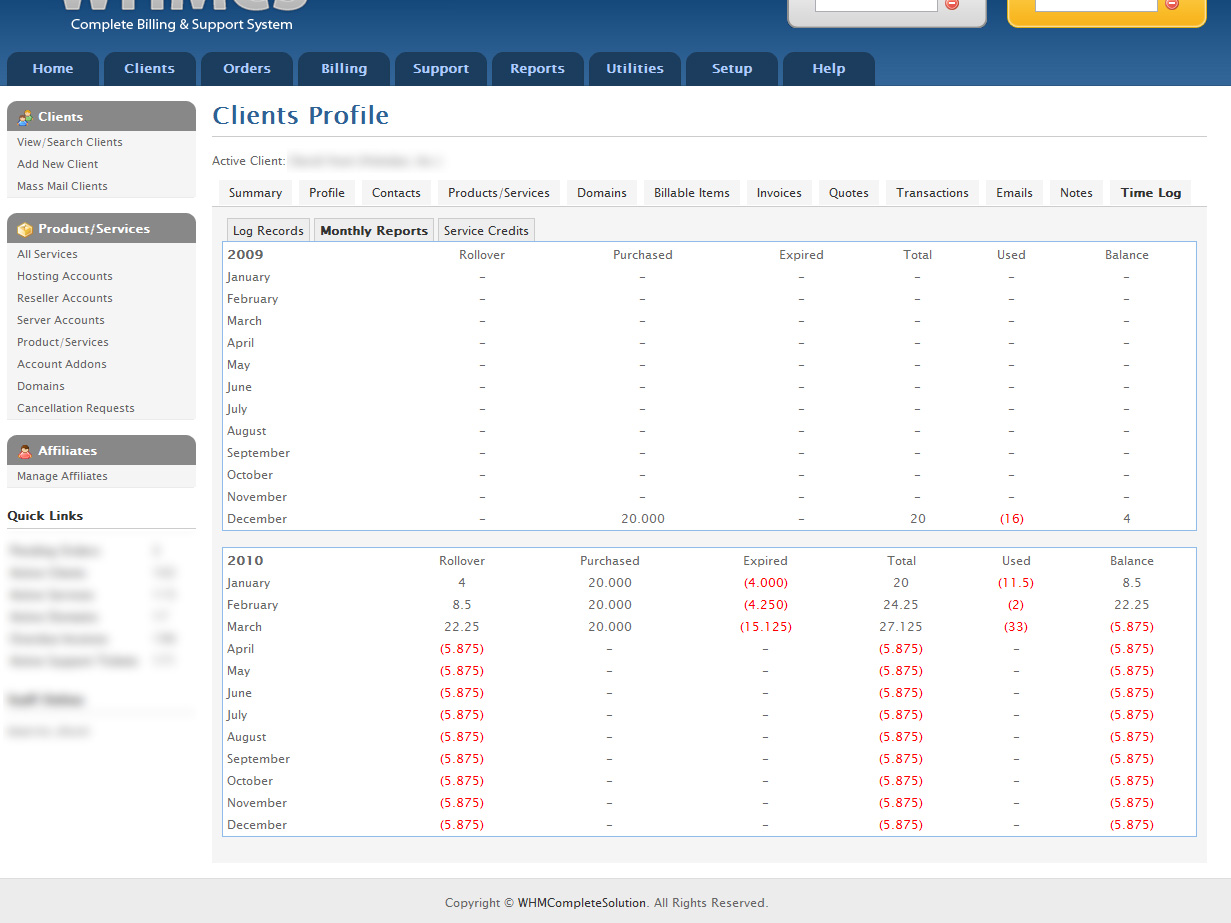 WHMCS
Complete Billing & Support System
Home Clients Orders Billing Support Reports Utilities Setup Help
Clients
View/Search Clients
Add New Client
Mass Mail Clients
Product/Services
All Services
Hosting Accounts
Reseller Accounts
Server Accounts
Product/Services
Account Addons
Domains
Cancellation Requests
Affiliates
Manage Affiliates
Quick Links
Clients Profile
Active Client:
Summary Profile Contacts Products/Services Domains Billable Items Invoices Quotes Transactions Emails Notes Time Log
Log Records Monthly Reports Service Credits
2009 Rollover Purchased Expired Total Used Balance
January – – – – – –
February – – – – – –
March – – – – – –
April – – – – – –
May – – – – – –
June – – – – – –
July – – – – – –
August – – – – – –
September – – – – – –
October – – – – – –
November – – – – – –
December – 20.000 – 20 (16) 4
2010 Rollover Purchased Expired Total Used Balance
January 4 20.000 (4.000) 20 (11.5) 8.5
February 8.5 20.000 (4.250) 24.25 (2) 22.25
March 22.25 20.000 (15.125) 27.125 (33) (5.875)
April (5.875) – – (5.875) – (5.875)
May (5.875) – – (5.875) – (5.875)
June (5.875) – – (5.875) – (5.875)
July (5.875) – – (5.875) – (5.875)
August (5.875) – – (5.875) – (5.875)
September (5.875) – – (5.875) – (5.875)
October (5.875) – – (5.875) – (5.875)
November (5.875) – – (5.875) – (5.875)
December (5.875) – – (5.875) – (5.875)
Copyright © WHMCompleteSolution. All Rights Reserved.